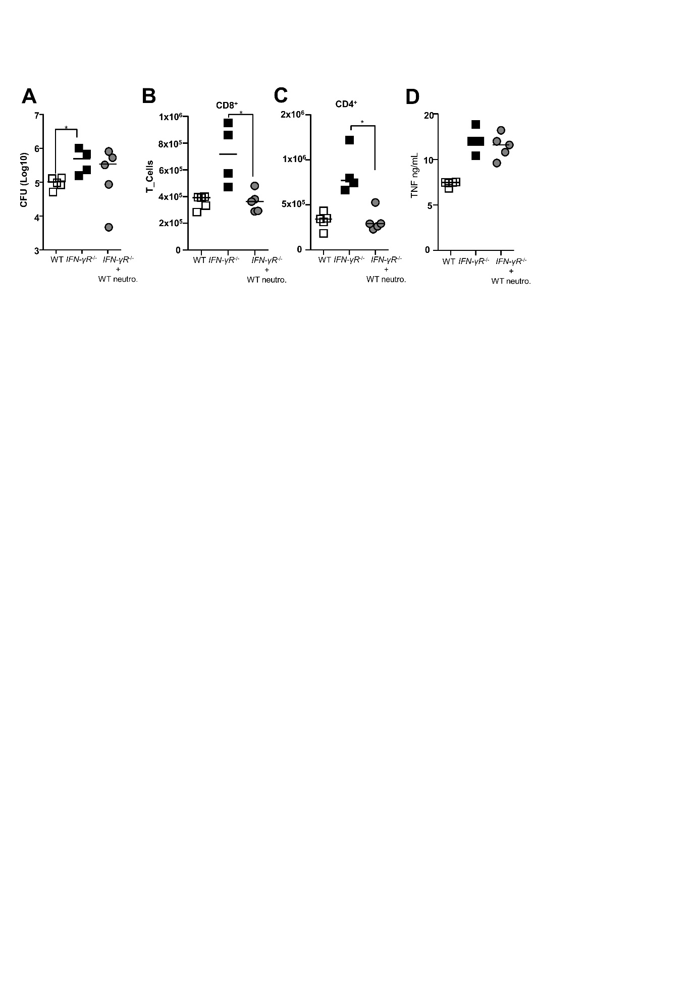 A
7
*
6
5
4
3
CFU (Log10)
WT IFN-γR-/- IFN-γR-/-
+
WT neutro.
B
CD8+
*
1x10⁶
8x10⁵
6x10⁵
4x10⁵
2x10⁵
0
T_Cells
WT IFN-γR-/- IFN-γR-/-
+
WT neutro.
C
CD4+
*
2x10⁶
1x10⁶
5x10⁵
0
WT IFN-γR-/- IFN-γR-/-
+
WT neutro.
D
20
10
5
0
TNF ng/mL
WT IFN-γR-/- IFN-γR-/-
+
WT neutro.